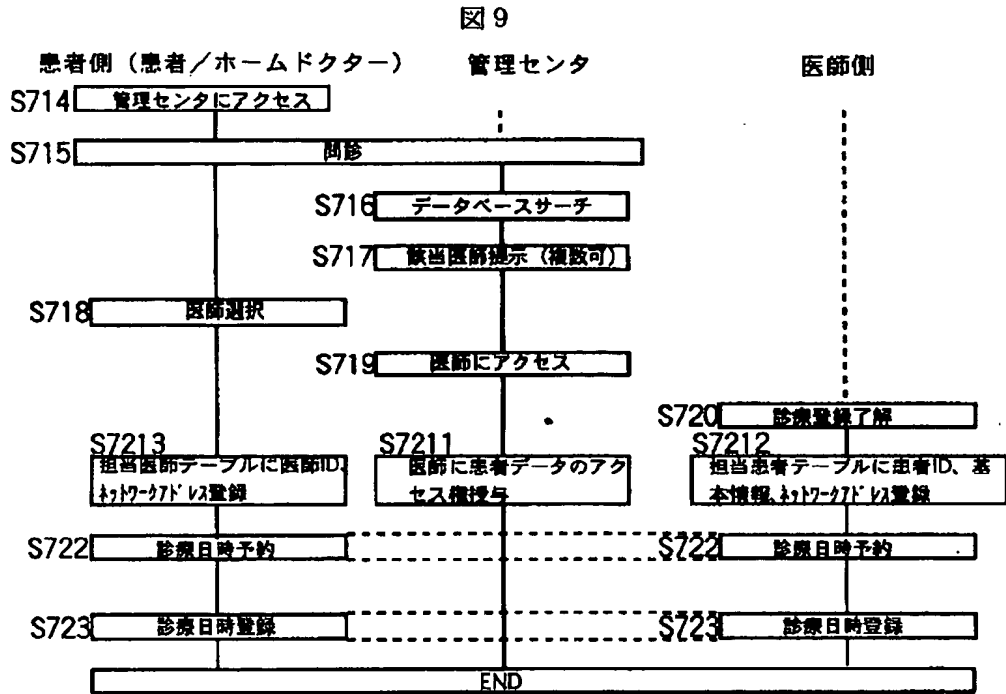 図9
患者側（患者／ホームドクター）
管理センタ
医師側
S714
管理センタにアクセス
S715
問診
S716
データベースサーチ
S717
該当医師提示（複数可）
S718
医師選択
S719
医師にアクセス
S720
診療登録了解
S7213
担当医師テーブルに医師ID、
ネットワークアドレス登録
S7211
医師に患者データのアク
セス権授与
S7212
担当患者テーブルに患者ID、基
本情報、ネットワークアドレス登録
S722
診療日時予約
S722
診療日時予約
S723
診療日時登録
S723
診療日時登録
END